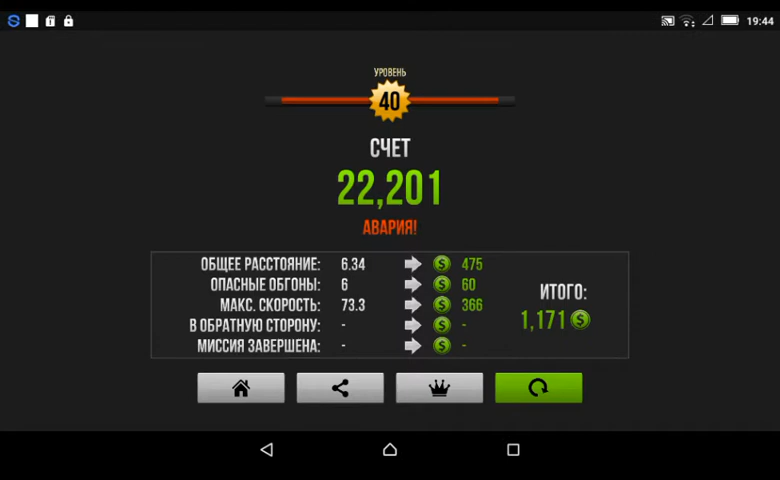 19:44
УРОВЕНЬ
40
СЧЕТ
22,201
АВАРИЯ!
ОБЩЕЕ РАССТОЯНИЕ: 6.34 475
ОПАСНЫЕ ОБГОНЫ: 6 60
МАКС. СКОРОСТЬ: 73.3 366
В ОБРАТНУЮ СТОРОНУ: - -
МИССИЯ ЗАВЕРШЕНА: - -
ИТОГО:
1,171